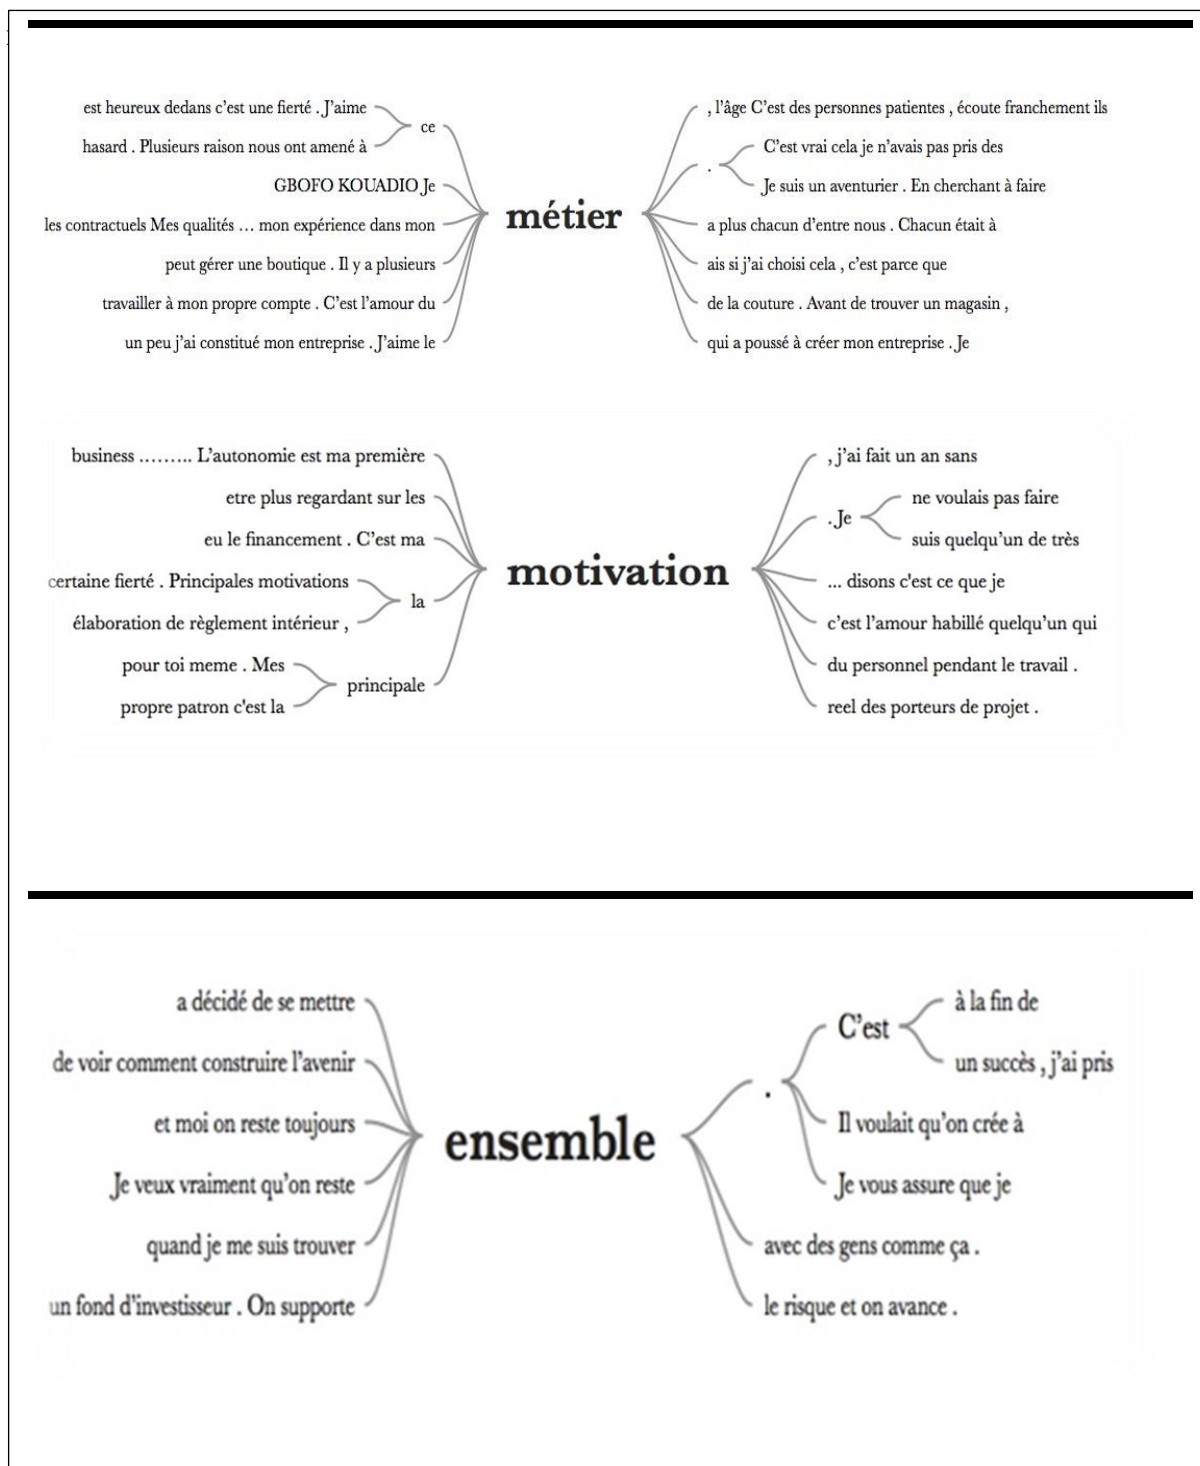 est heureux dedans c’est une fierté . J’aime
hasard . Plusieurs raison nous ont amené à
ce
GBOFO KOUADIO Je
les contractuels Mes qualités … mon expérience dans mon
peut gérer une boutique . Il y a plusieurs
travailler à mon propre compte . C’est l’amour du
un peu j’ai constitué mon entreprise . J’aime le
métier
, l’âge C’est des personnes patientes , écoute franchement ils
.
C’est vrai cela je n’avais pas pris des
Je suis un aventurier . En cherchant à faire
a plus chacun d’entre nous . Chacun était à
ais si j’ai choisi cela , c’est parce que
de la couture . Avant de trouver un magasin ,
qui a poussé à créer mon entreprise . Je
business ……… L’autonomie est ma première
etre plus regardant sur les
eu le financement . C’est ma
certaine fierté . Principales motivations
élaboration de règlement intérieur ,
la
pour toi meme . Mes
propre patron c'est la
principale
motivation
, j’ai fait un an sans
. Je
ne voulais pas faire
suis quelqu’un de très
... disons c'est ce que je
c’est l’amour habillé quelqu’un qui
du personnel pendant le travail .
reel des porteurs de projet .
a décidé de se mettre
de voir comment construire l’avenir
et moi on reste toujours
Je veux vraiment qu’on reste
quand je me suis trouver
un fond d’investisseur . On supporte
ensemble
.
C’est
à la fin de
un succès , j’ai pris
Il voulait qu’on crée à
Je vous assure que je
avec des gens comme ça .
le risque et on avance .